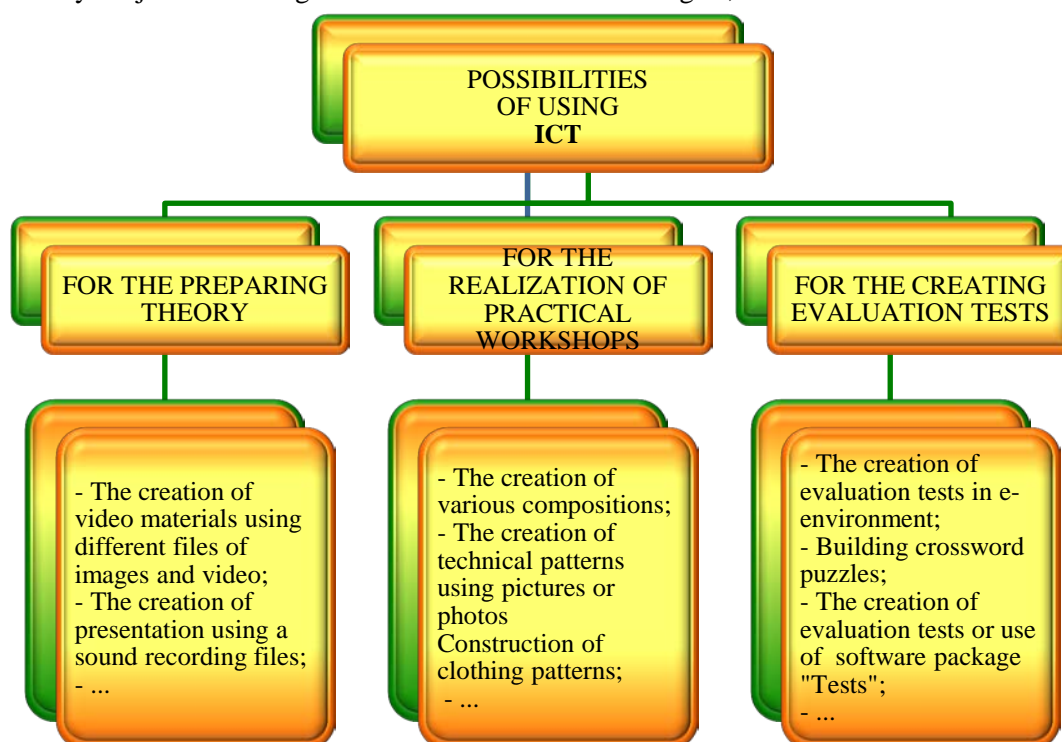 POSSIBILITIES
OF USING
ICT
FOR THE PREPARING
THEORY
FOR THE
REALIZATION OF
PRACTICAL
WORKSHOPS
FOR THE CREATING
EVALUATION TESTS
- The creation of
video materials using
different files of
images and video;
- The creation of
presentation using a
sound recording files;
- ...
- The creation of
various compositions;
- The creation of
technical patterns
using pictures or
photos
Construction of
clothing patterns;
- ...
- The creation of
evaluation tests in e-
environment;
- Building crossword
puzzles;
- The creation of
evaluation tests or use
of software package
"Tests";
- ...